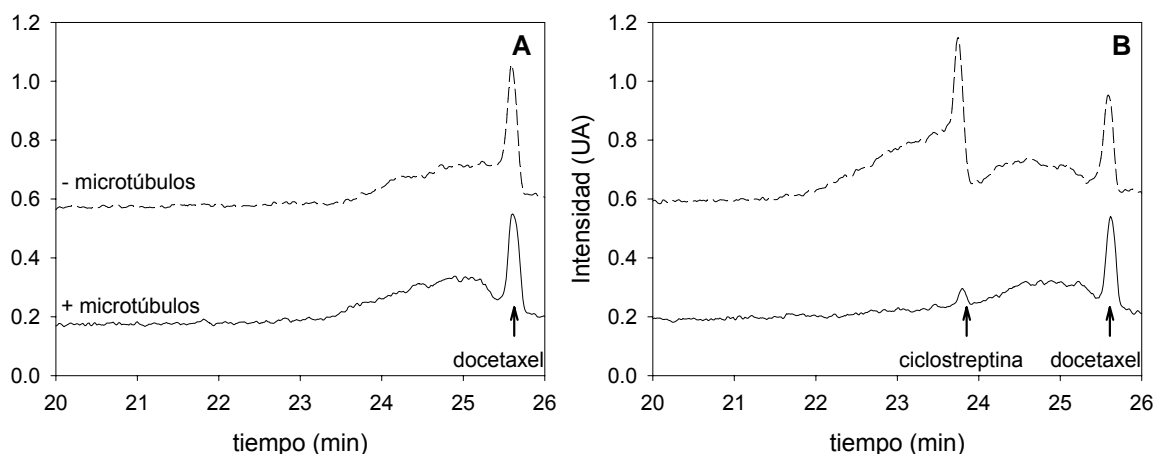 1.2
1.0
0.8
0.6
0.4
0.2
0.0
A
- microtúbulos
+ microtúbulos
docetaxel
20 21 22 23 24 25 26
tiempo (min)
Intensidad (UA)
1.2
1.0
0.8
0.6
0.4
0.2
0.0
B
ciclostreptina docetaxel
20 21 22 23 24 25 26
tiempo (min)